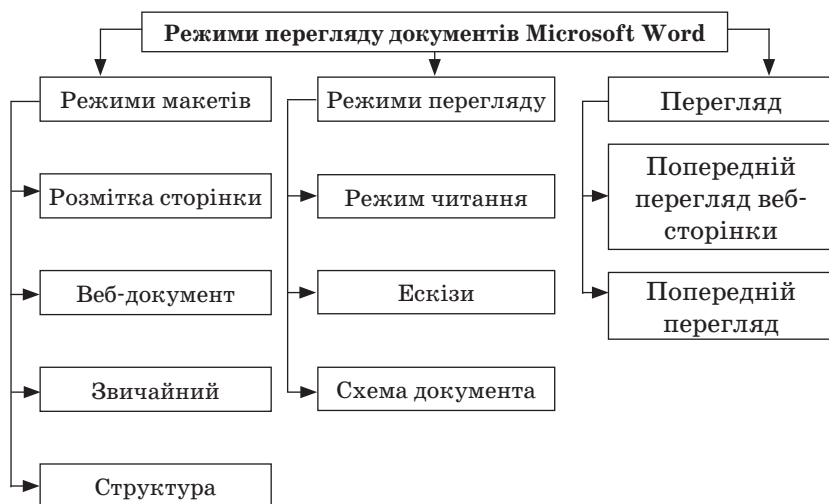 Режими перегляду документів Microsoft Word
Режими макетів
Розмітка сторінки
Веб-документ
Звичайний
Структура
Режими перегляду
Режим читання
Ескізи
Схема документа
Перегляд
Попередній
перегляд веб-
сторінки
Попередній
перегляд